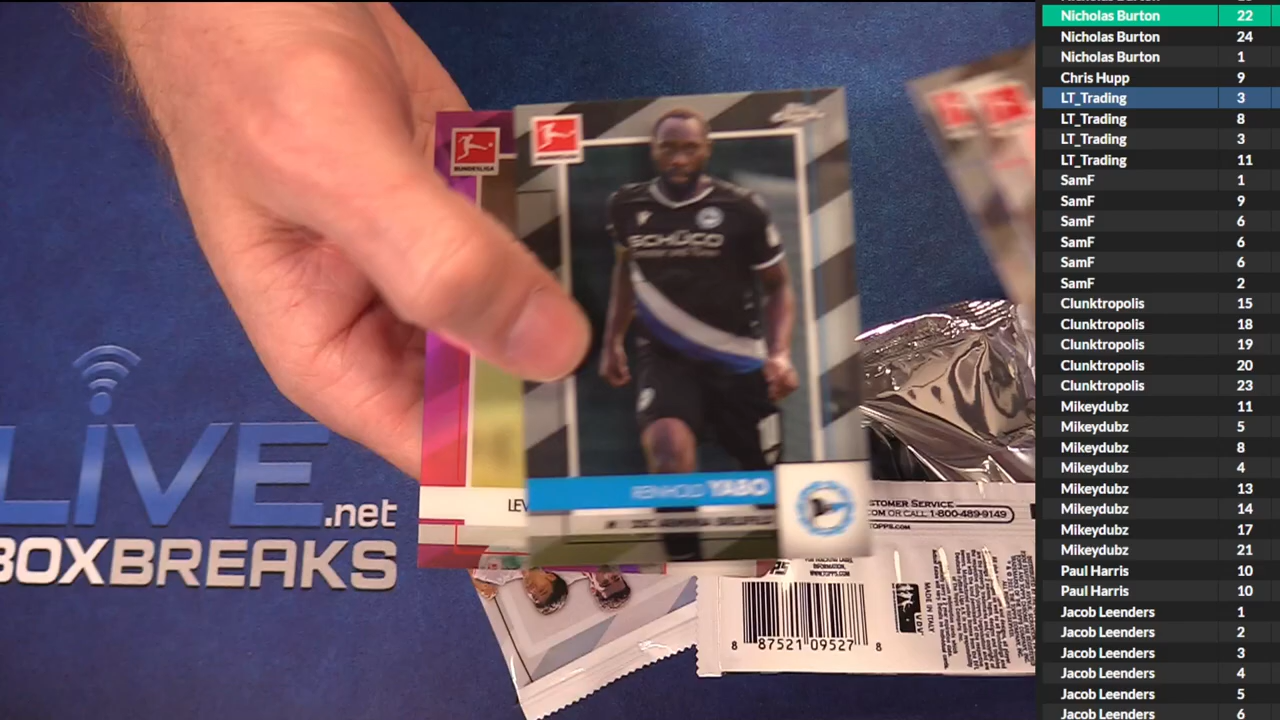 LIVE.net
BOXBREAKS
BUNDESLIGA
SCHÜCO
REINHOLD YABO
LEV
STOMER SERVICE
COM OR CALL 1-800-489-9149
TOPPS.COM
INFORMATION,
WWW.TOPPS.COM
8 87521 09527 8
MADE IN ITALY
Nicholas Burton 22
Nicholas Burton 24
Nicholas Burton 1
Chris Hupp 9
LT_Trading 3
LT_Trading 8
LT_Trading 3
LT_Trading 11
SamF 1
SamF 9
SamF 6
SamF 6
SamF 6
SamF 2
Clunktropolis 15
Clunktropolis 18
Clunktropolis 19
Clunktropolis 20
Clunktropolis 23
Mikeydubz 11
Mikeydubz 5
Mikeydubz 8
Mikeydubz 4
Mikeydubz 13
Mikeydubz 14
Mikeydubz 17
Mikeydubz 21
Paul Harris 10
Paul Harris 10
Jacob Leenders 1
Jacob Leenders 2
Jacob Leenders 3
Jacob Leenders 4
Jacob Leenders 5
Jacob Leenders 6